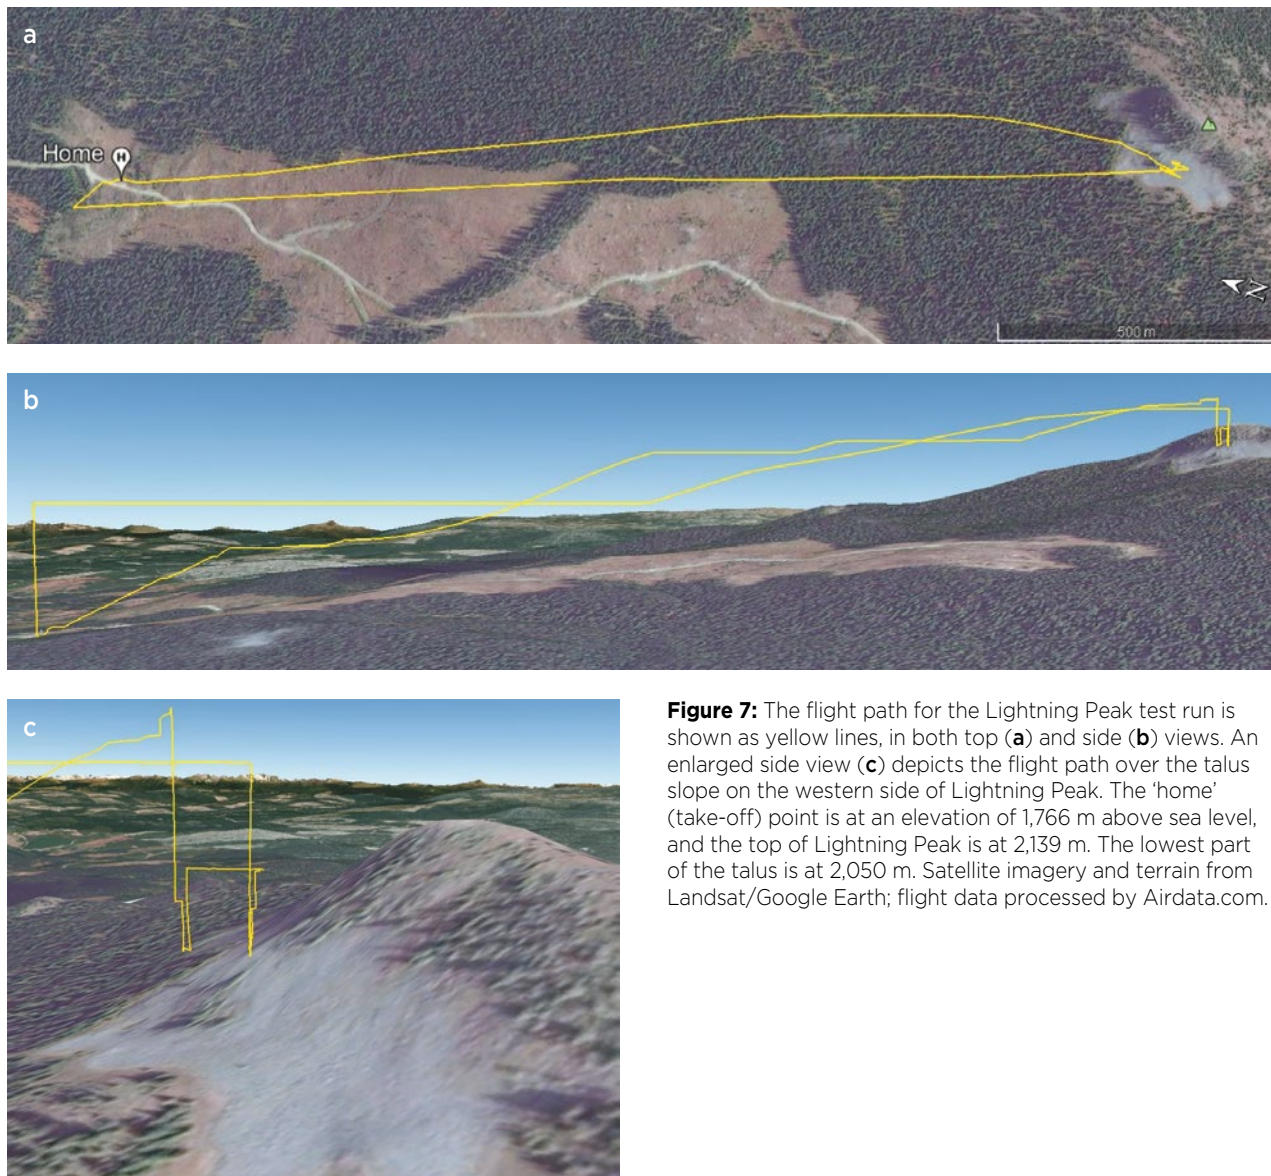 a
Home
H
N
500 m
b
c
Figure 7: The flight path for the Lightning Peak test run is
shown as yellow lines, in both top (a) and side (b) views. An
enlarged side view (c) depicts the flight path over the talus
slope on the western side of Lightning Peak. The ‘home’
(take-off) point is at an elevation of 1,766 m above sea level,
and the top of Lightning Peak is at 2,139 m. The lowest part
of the talus is at 2,050 m. Satellite imagery and terrain from
Landsat/Google Earth; flight data processed by Airdata.com.